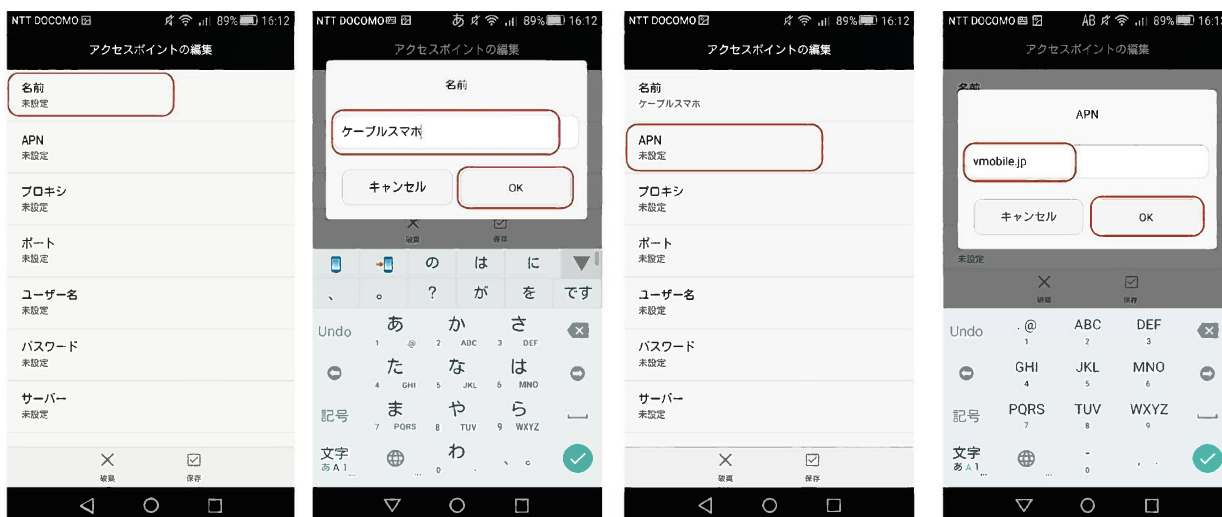 NTT DOCOMO 89% 16:12
アクセスポイントの編集
名前
未設定
APN
未設定
プロキシ
未設定
ポート
未設定
ユーザー名
未設定
パスワード
未設定
サーバー
未設定
破棄 保存
NTT DOCOMO あ 89% 16:12
アクセスポイントの編集
名前
ケーブルスマホ
キャンセル OK
破棄 保存
の は に
、 。 ? が を です
Undo あ か さ
1 .@ 2 ABC 3 DEF
た な は
4 GHI 5 JKL 6 MNO
記号 ま や ら
7 PQRS 8 TUV 9 WXYZ
文字 わ 、 。
あA1 ... ... 0 .
NTT DOCOMO 89% 16:12
アクセスポイントの編集
名前
ケーブルスマホ
APN
未設定
プロキシ
未設定
ポート
未設定
ユーザー名
未設定
パスワード
未設定
サーバー
未設定
破棄 保存
NTT DOCOMO AB 89% 16:12
アクセスポイントの編集
名前
APN
vmobile.jp
キャンセル OK
未設定
破棄 保存
Undo .@ ABC DEF
1 2 3
GHI JKL MNO
4 5 6
記号 PQRS TUV WXYZ
7 8 9
文字 - , .
あA1 ... ... 0